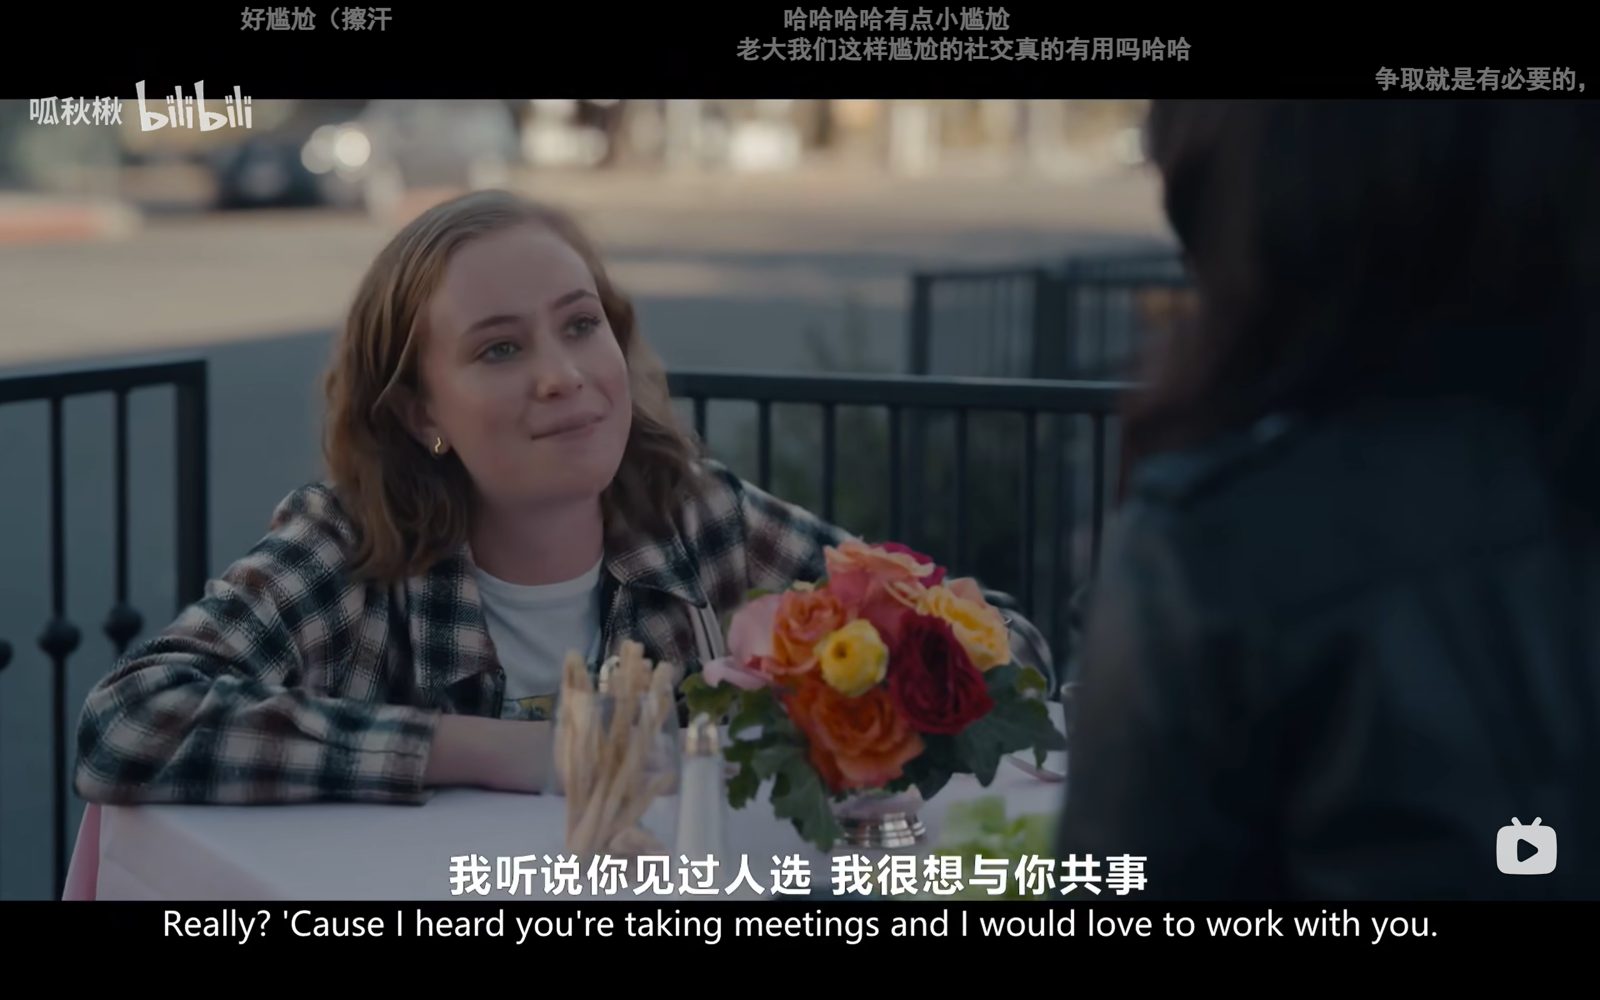 好尴尬（擦汗
哈哈哈哈有点小尴尬
老大我们这样尴尬的社交真的有用吗哈哈
争取就是有必要的,
呱秋楸 bilibili
我听说你见过人选 我很想与你共事
Really? 'Cause I heard you're taking meetings and I would love to work with you.